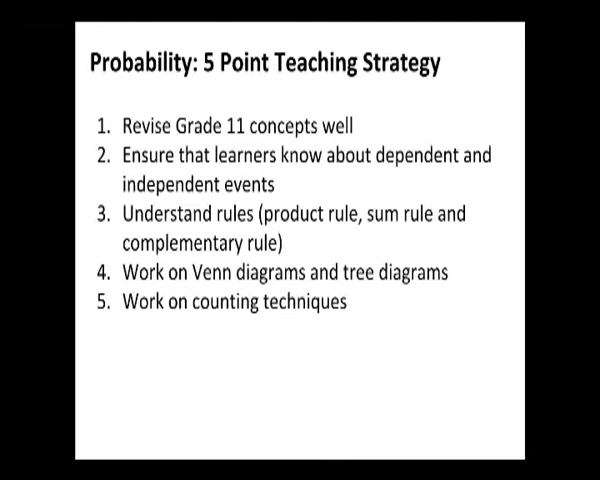 Probability: 5 Point Teaching Strategy
1. Revise Grade 11 concepts well
2. Ensure that learners know about dependent and
independent events
3. Understand rules (product rule, sum rule and
complementary rule)
4. Work on Venn diagrams and tree diagrams
5. Work on counting techniques